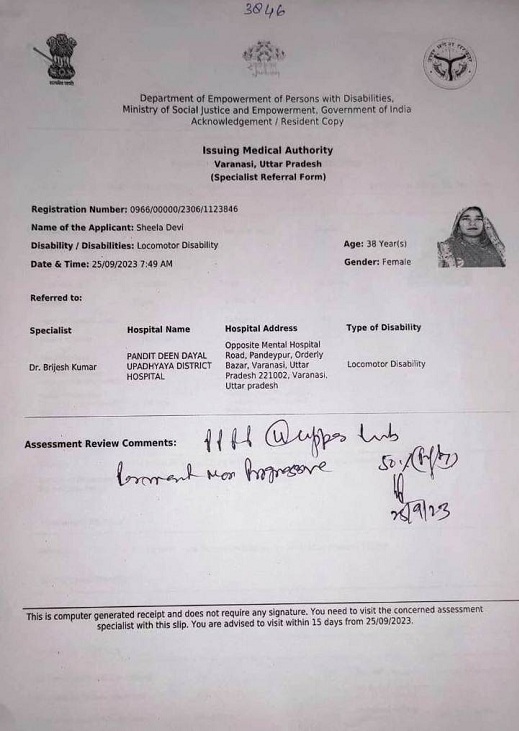 3846
Department of Empowerment of Persons with Disabilities,
Ministry of Social Justice and Empowerment, Government of India
Acknowledgement / Resident Copy
Issuing Medical Authority
Varanasi, Uttar Pradesh
(Specialist Referral Form)
Registration Number: 0966/00000/2306/1123846
Name of the Applicant: Sheela Devi
Disability / Disabilities: Locomotor Disability
Age: 38 Year(s)
Date & Time: 25/09/2023 7:49 AM
Gender: Female
Referred to:
Specialist Hospital Name Hospital Address Type of Disability
Dr. Brijesh Kumar
PANDIT DEEN DAYAL
UPADHYAYA DISTRICT
HOSPITAL
Opposite Mental Hospital
Road, Pandeypur, Orderly
Bazar, Varanasi, Uttar
Pradesh 221002, Varanasi,
Uttar pradesh
Locomotor Disability
Assessment Review Comments: upper limb
Permanent Non Progressive 50%
25/9/23
This is computer generated receipt and does not require any signature. You need to visit the concerned assessment
specialist with this slip. You are advised to visit within 15 days from 25/09/2023.